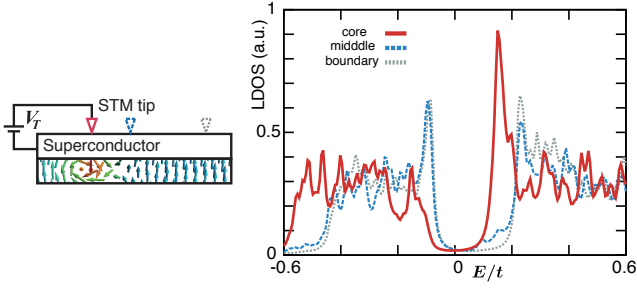 V_T
STM tip
Superconductor
LDOS (a.u.)
1
0.5
0
core
midddle
boundary
-0.6
0
0.6
E/t